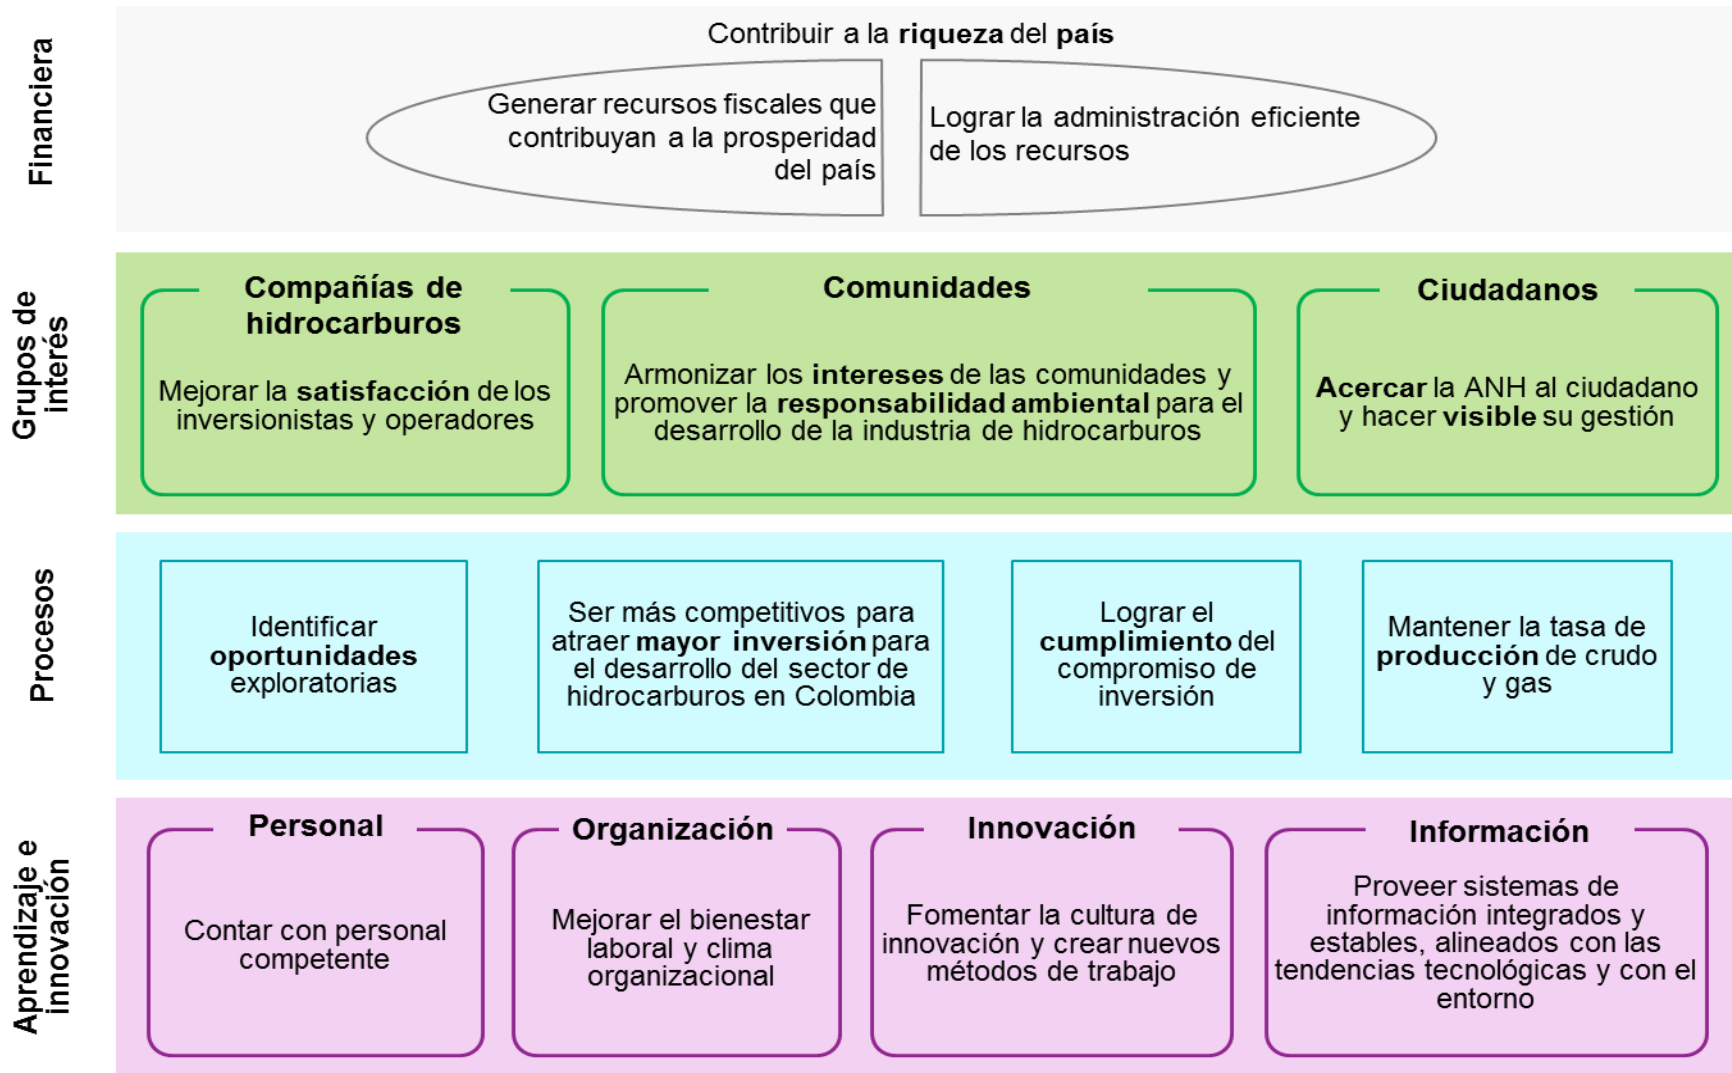 Financiera
Contribuir a la riqueza del país
Generar recursos fiscales que
contribuyan a la prosperidad
del país
Lograr la administración eficiente
de los recursos
Grupos de
interés
Compañías de
hidrocarburos
Mejorar la satisfacción de los
inversionistas y operadores
Comunidades
Armonizar los intereses de las comunidades y
promover la responsabilidad ambiental para el
desarrollo de la industria de hidrocarburos
Ciudadanos
Acercar la ANH al ciudadano
y hacer visible su gestión
Procesos
Identificar
oportunidades
exploratorias
Ser más competitivos para
atraer mayor inversión para
el desarrollo del sector de
hidrocarburos en Colombia
Lograr el
cumplimiento del
compromiso de
inversión
Mantener la tasa de
producción de crudo
y gas
Aprendizaje e
innovación
Personal
Contar con personal
competente
Organización
Mejorar el bienestar
laboral y clima
organizacional
Innovación
Fomentar la cultura de
innovación y crear nuevos
métodos de trabajo
Información
Proveer sistemas de
información integrados y
estables, alineados con las
tendencias tecnológicas y con el
entorno